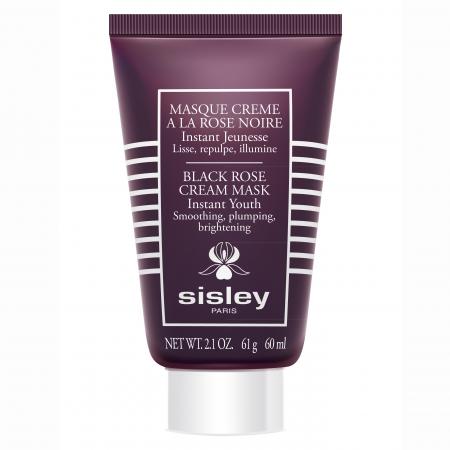 MASQUE CREME
A LA ROSE NOIRE
Instant Jeunesse
Lisse, repulpe, illumine
BLACK ROSE
CREAM MASK
Instant Youth
Smoothing, plumping,
brightening
sisley
PARIS
NET WT. 2.1 OZ. 61 g 60 ml